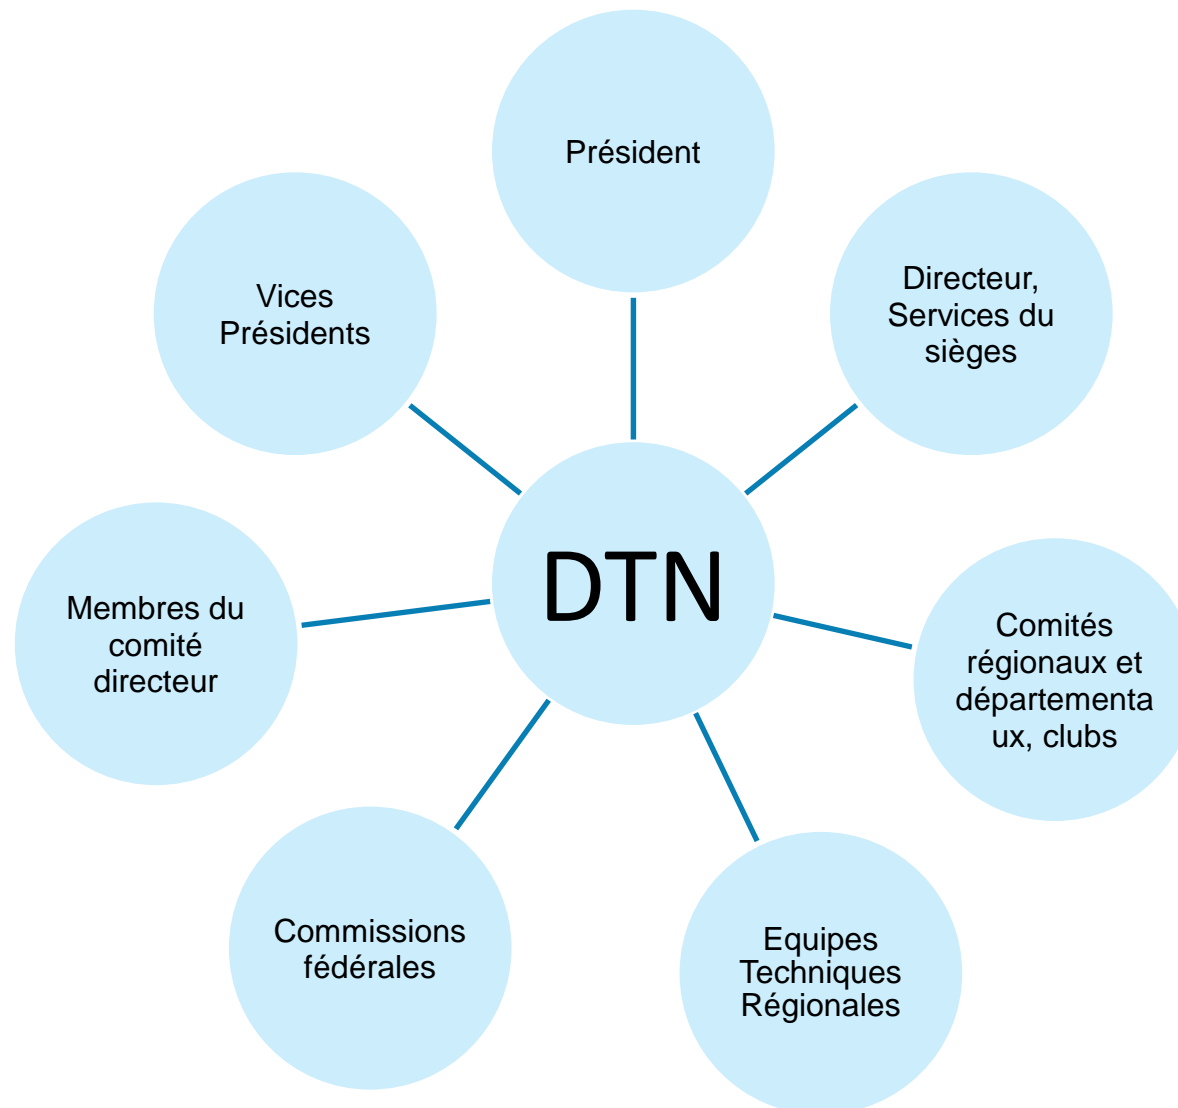 Président
Directeur,
Services du
sièges
Vices
Présidents
DTN
Membres du
comité
directeur
Comités
régionaux et
départementa
ux, clubs
Commissions
fédérales
Equipes
Techniques
Régionales